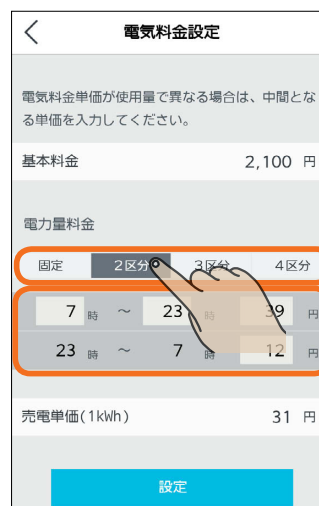 電気料金設定
電気料金単価が使用量で異なる場合は、中間とな
る単価を入力してください。
基本料金 2,100 円
電力量料金
固定 2区分 3区分 4区分
7 時 ～ 23 時 39 円
23 時 ～ 7 時 12 円
売電単価(1kWh) 31 円
設定